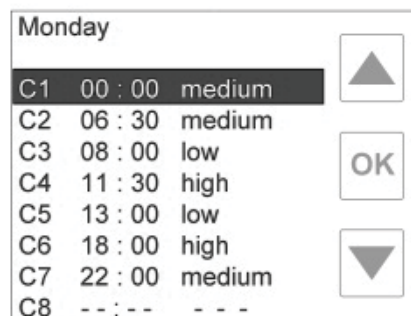 Monday
C1 00 : 00 medium
C2 06 : 30 medium
C3 08 : 00 low
C4 11 : 30 high
C5 13 : 00 low
C6 18 : 00 high
C7 22 : 00 medium
C8 - - : - - - - -
OK